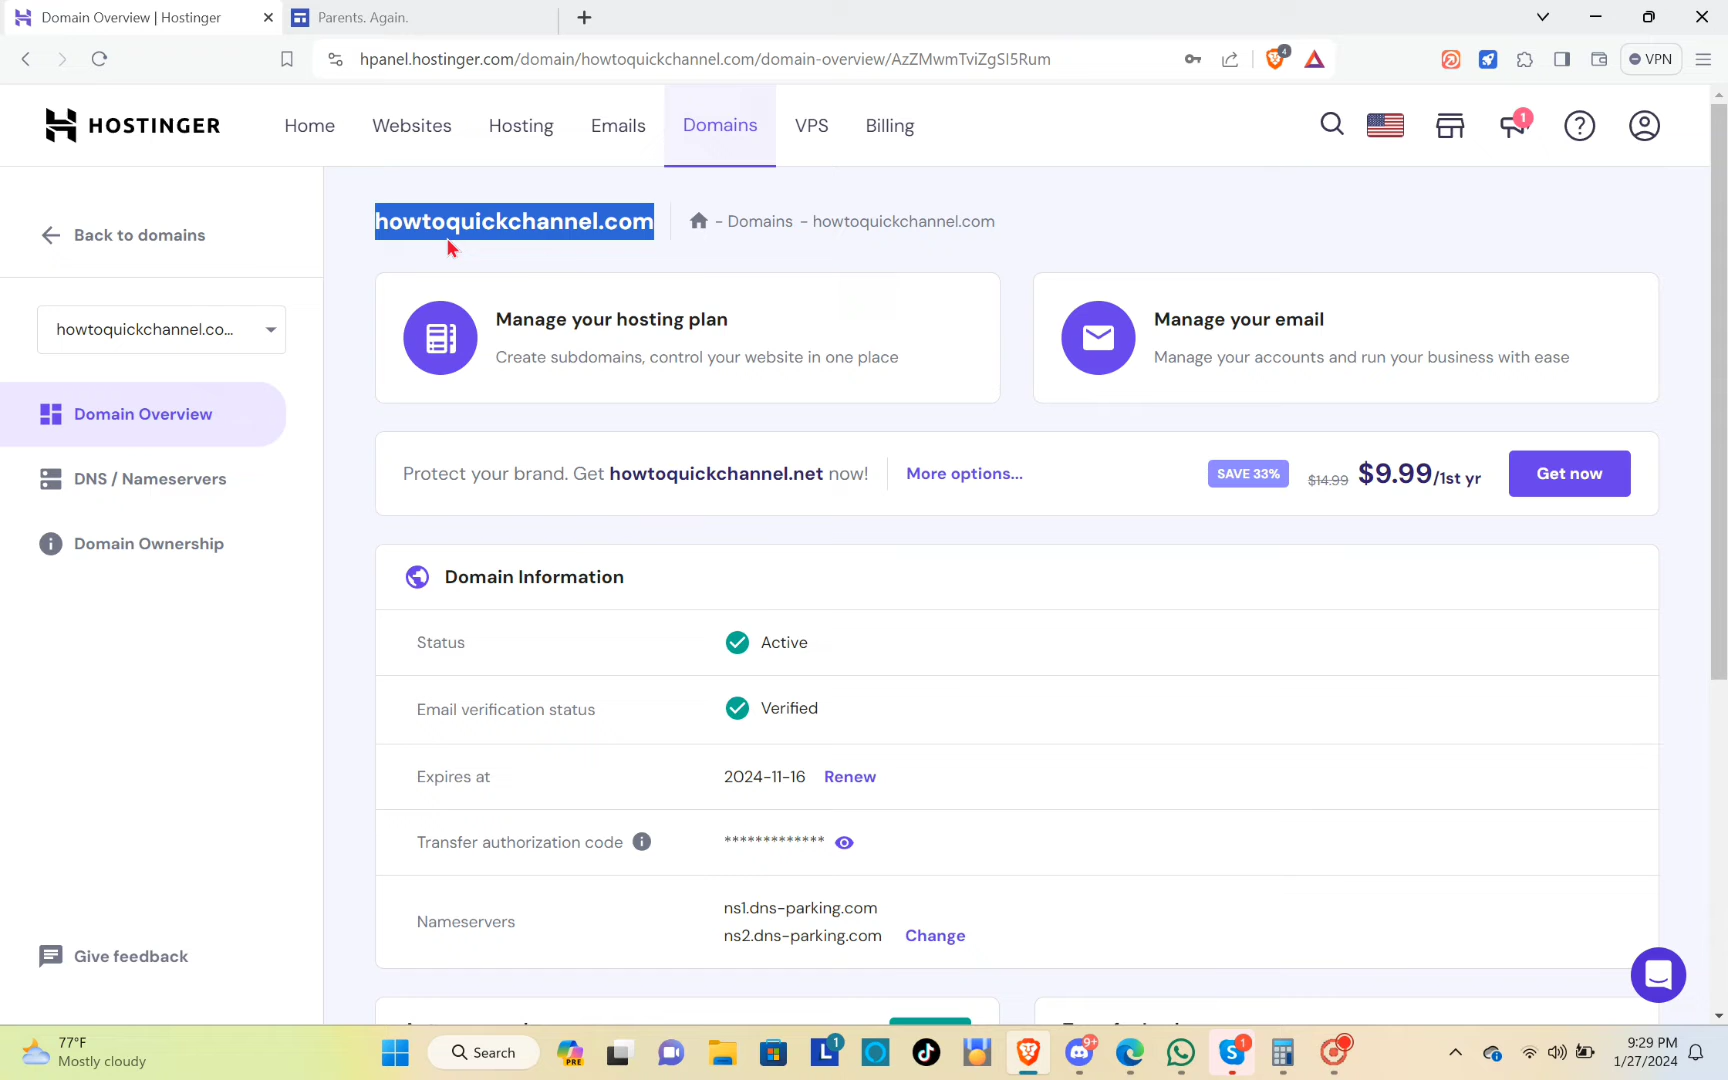 Domain Overview | Hostinger
Parents. Again.
hpanel.hostinger.com/domain/howtoquickchannel.com/domain-overview/AzZMwmTviZgSI5Rum
4
VPN
HOSTINGER
Home
Websites
Hosting
Emails
Domains
VPS
Billing
1
Back to domains
howtoquickchannel.co...
Domain Overview
DNS / Nameservers
Domain Ownership
Give feedback
howtoquickchannel.com
- Domains - howtoquickchannel.com
Manage your hosting plan
Create subdomains, control your website in one place
Manage your email
Manage your accounts and run your business with ease
Protect your brand. Get howtoquickchannel.net now!
More options...
SAVE 33%
$14.99 $9.99/1st yr
Get now
Domain Information
Status
Active
Email verification status
Verified
Expires at
2024-11-16 Renew
Transfer authorization code
*************
Nameservers
ns1.dns-parking.com
ns2.dns-parking.com Change
77°F
Mostly cloudy
Search
PRE
L
1
9+
1
9:29 PM
1/27/2024